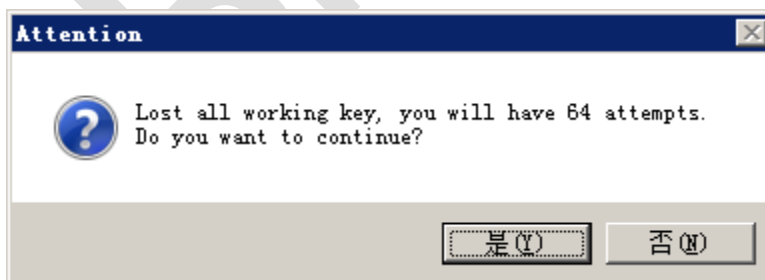 Attention
Lost all working key, you will have 64 attempts.
Do you want to continue?
是(Y) 否(N)